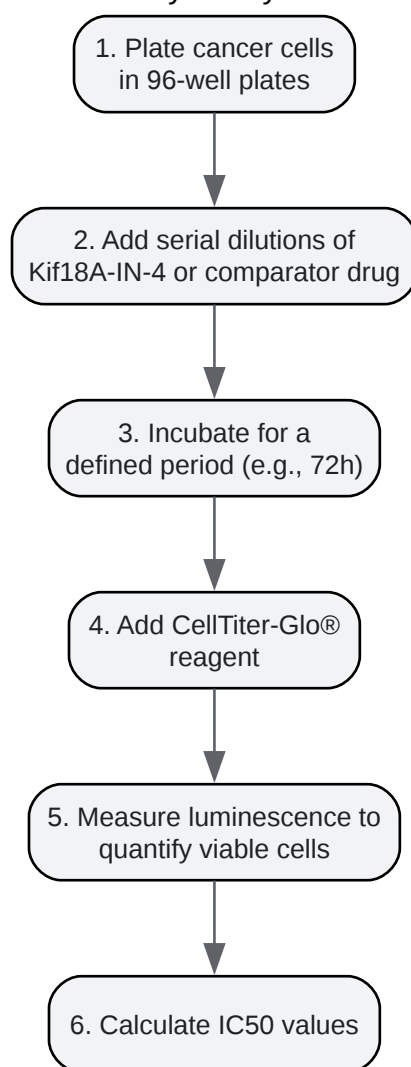 1. Plate cancer cells
in 96-well plates
2. Add serial dilutions of
Kif18A-IN-4 or comparator drug
3. Incubate for a
defined period (e.g., 72h)
4. Add CellTiter-Glo®
reagent
5. Measure luminescence to
quantify viable cells
6. Calculate IC50 values